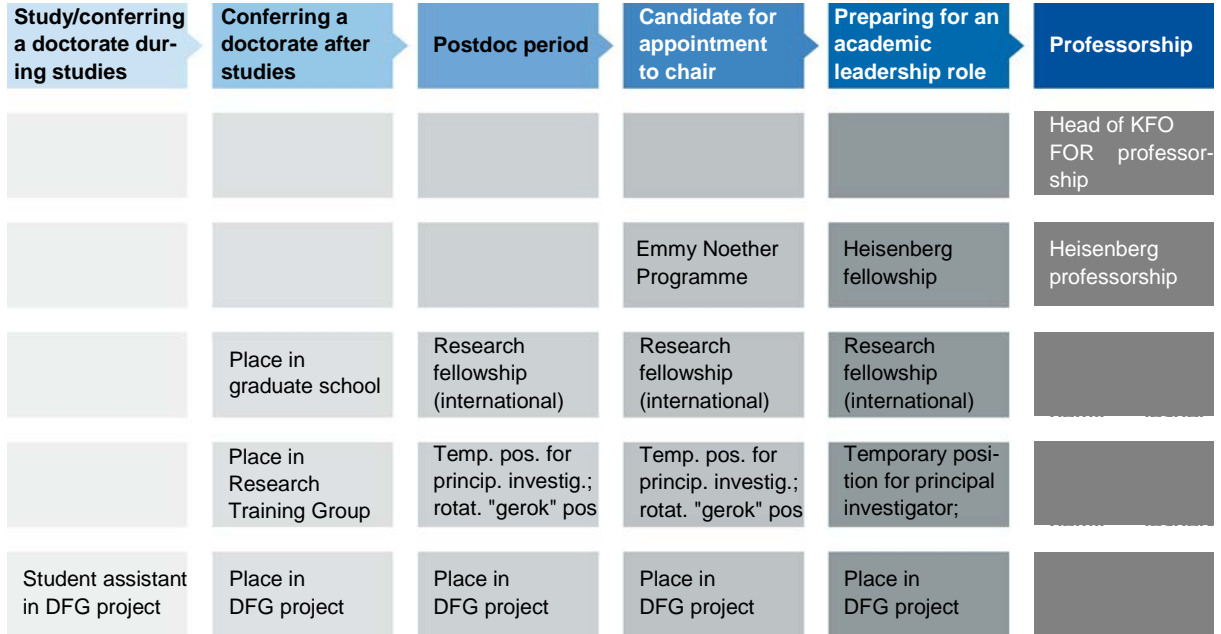 Study/conferring
a doctorate dur-
ing studies
Conferring a
doctorate after
studies
Postdoc period
Candidate for
appointment
to chair
Preparing for an
academic
leadership role
Professorship
Head of KFO
FOR professor-
ship
Emmy Noether
Programme
Heisenberg
fellowship
Heisenberg
professorship
Place in
graduate school
Research
fellowship
(international)
Research
fellowship
(international)
Research
fellowship
(international)
Place in
Research
Training Group
Temp. pos. for
princip. investig.;
rotat. "gerok" pos
Temp. pos. for
princip. investig.;
rotat. "gerok" pos
Temporary posi-
tion for principal
investigator;
Student assistant
in DFG project
Place in
DFG project
Place in
DFG project
Place in
DFG project
Place in
DFG project